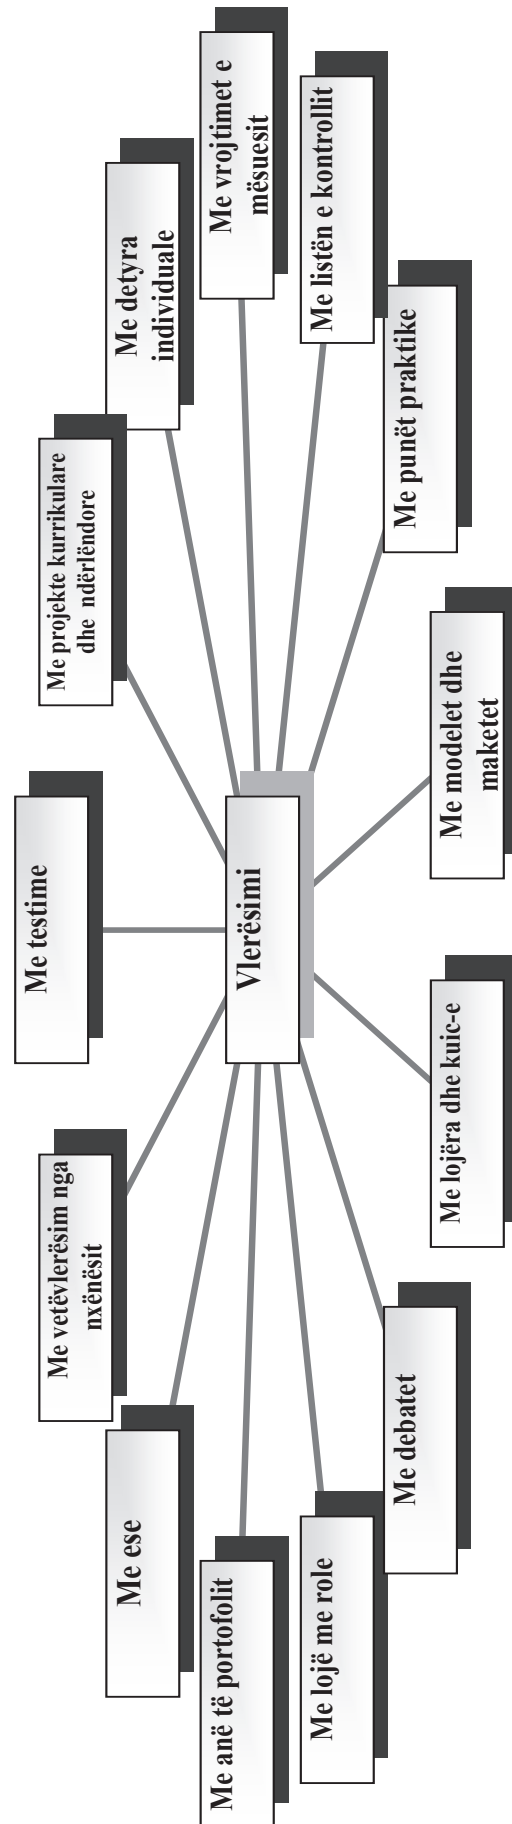 Me testime
Me projekte kurrikulare
dhe ndërlëndore
Me detyra
individuale
Me vrojtimet e
mësuesit
Me listën e kontrollit
Me punët praktike
Me modelet dhe
maketet
Me lojëra dhe kuic-e
Me debatet
Me lojë me role
Me anë të portofolit
Me ese
Me vetëvlerësim nga
nxënësit
Vlerësimi